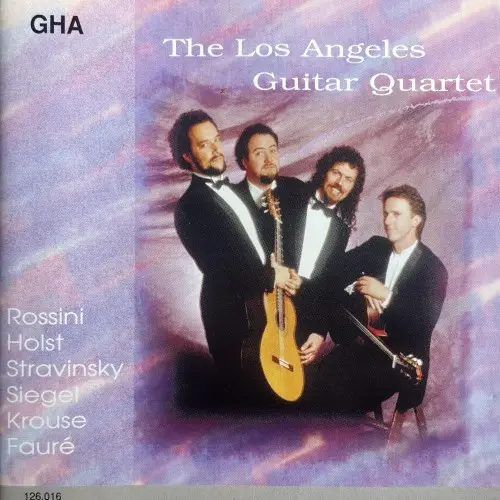 GHA
The Los Angeles
Guitar Quartet
Rossini
Holst
Stravinsky
Siegel
Krouse
Fauré
126.016